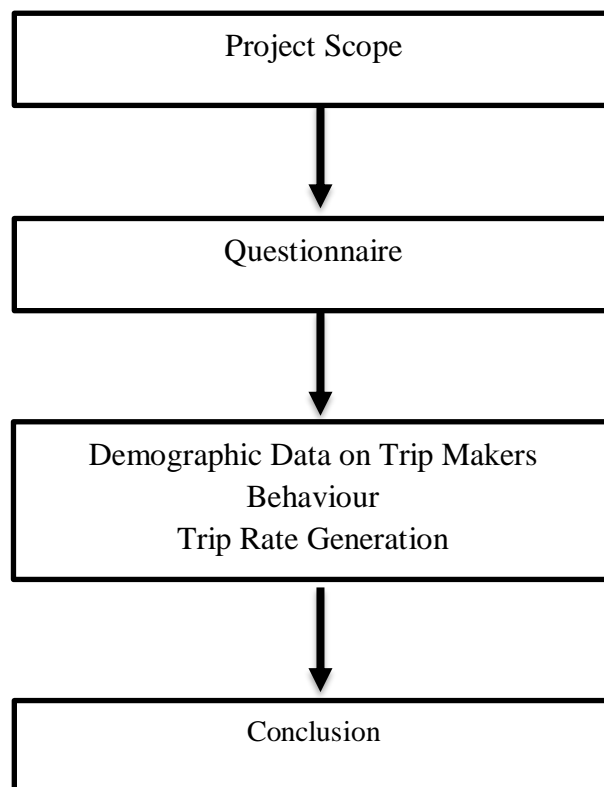 Project Scope
Questionnaire
Demographic Data on Trip Makers
Behaviour
Trip Rate Generation
Conclusion